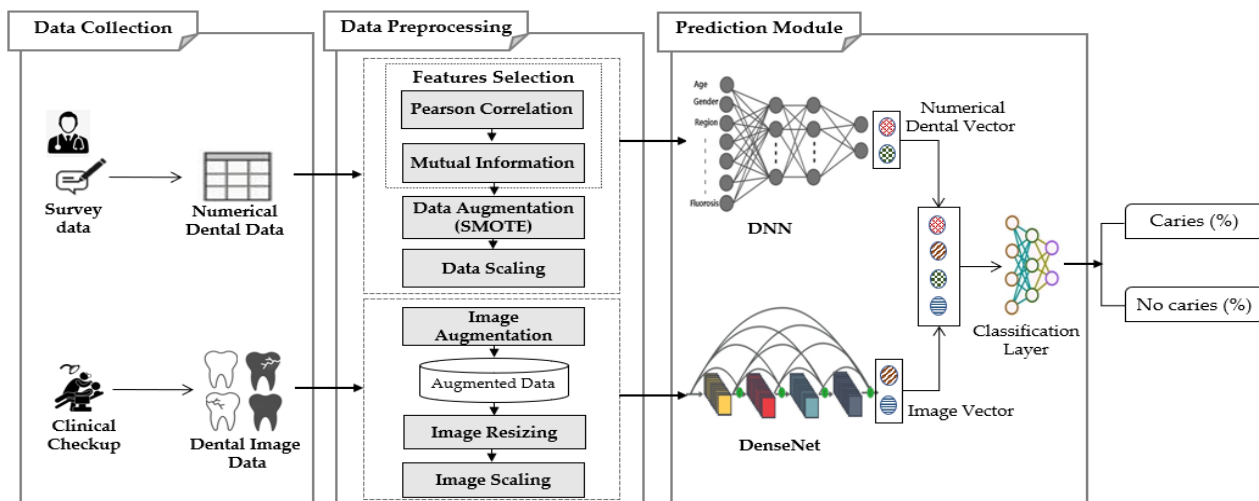 Data Collection
Data Preprocessing
Prediction Module
Survey
data
Numerical
Dental Data
Clinical
Checkup
Dental Image
Data
Features Selection
Pearson Correlation
Mutual Information
Data Augmentation
(SMOTE)
Data Scaling
Image
Augmentation
Augmented Data
Image Resizing
Image Scaling
Age
Gender
Region
Fluorosis
DNN
Numerical
Dental Vector
DenseNet
Image Vector
Classification
Layer
Caries (%)
No caries (%)